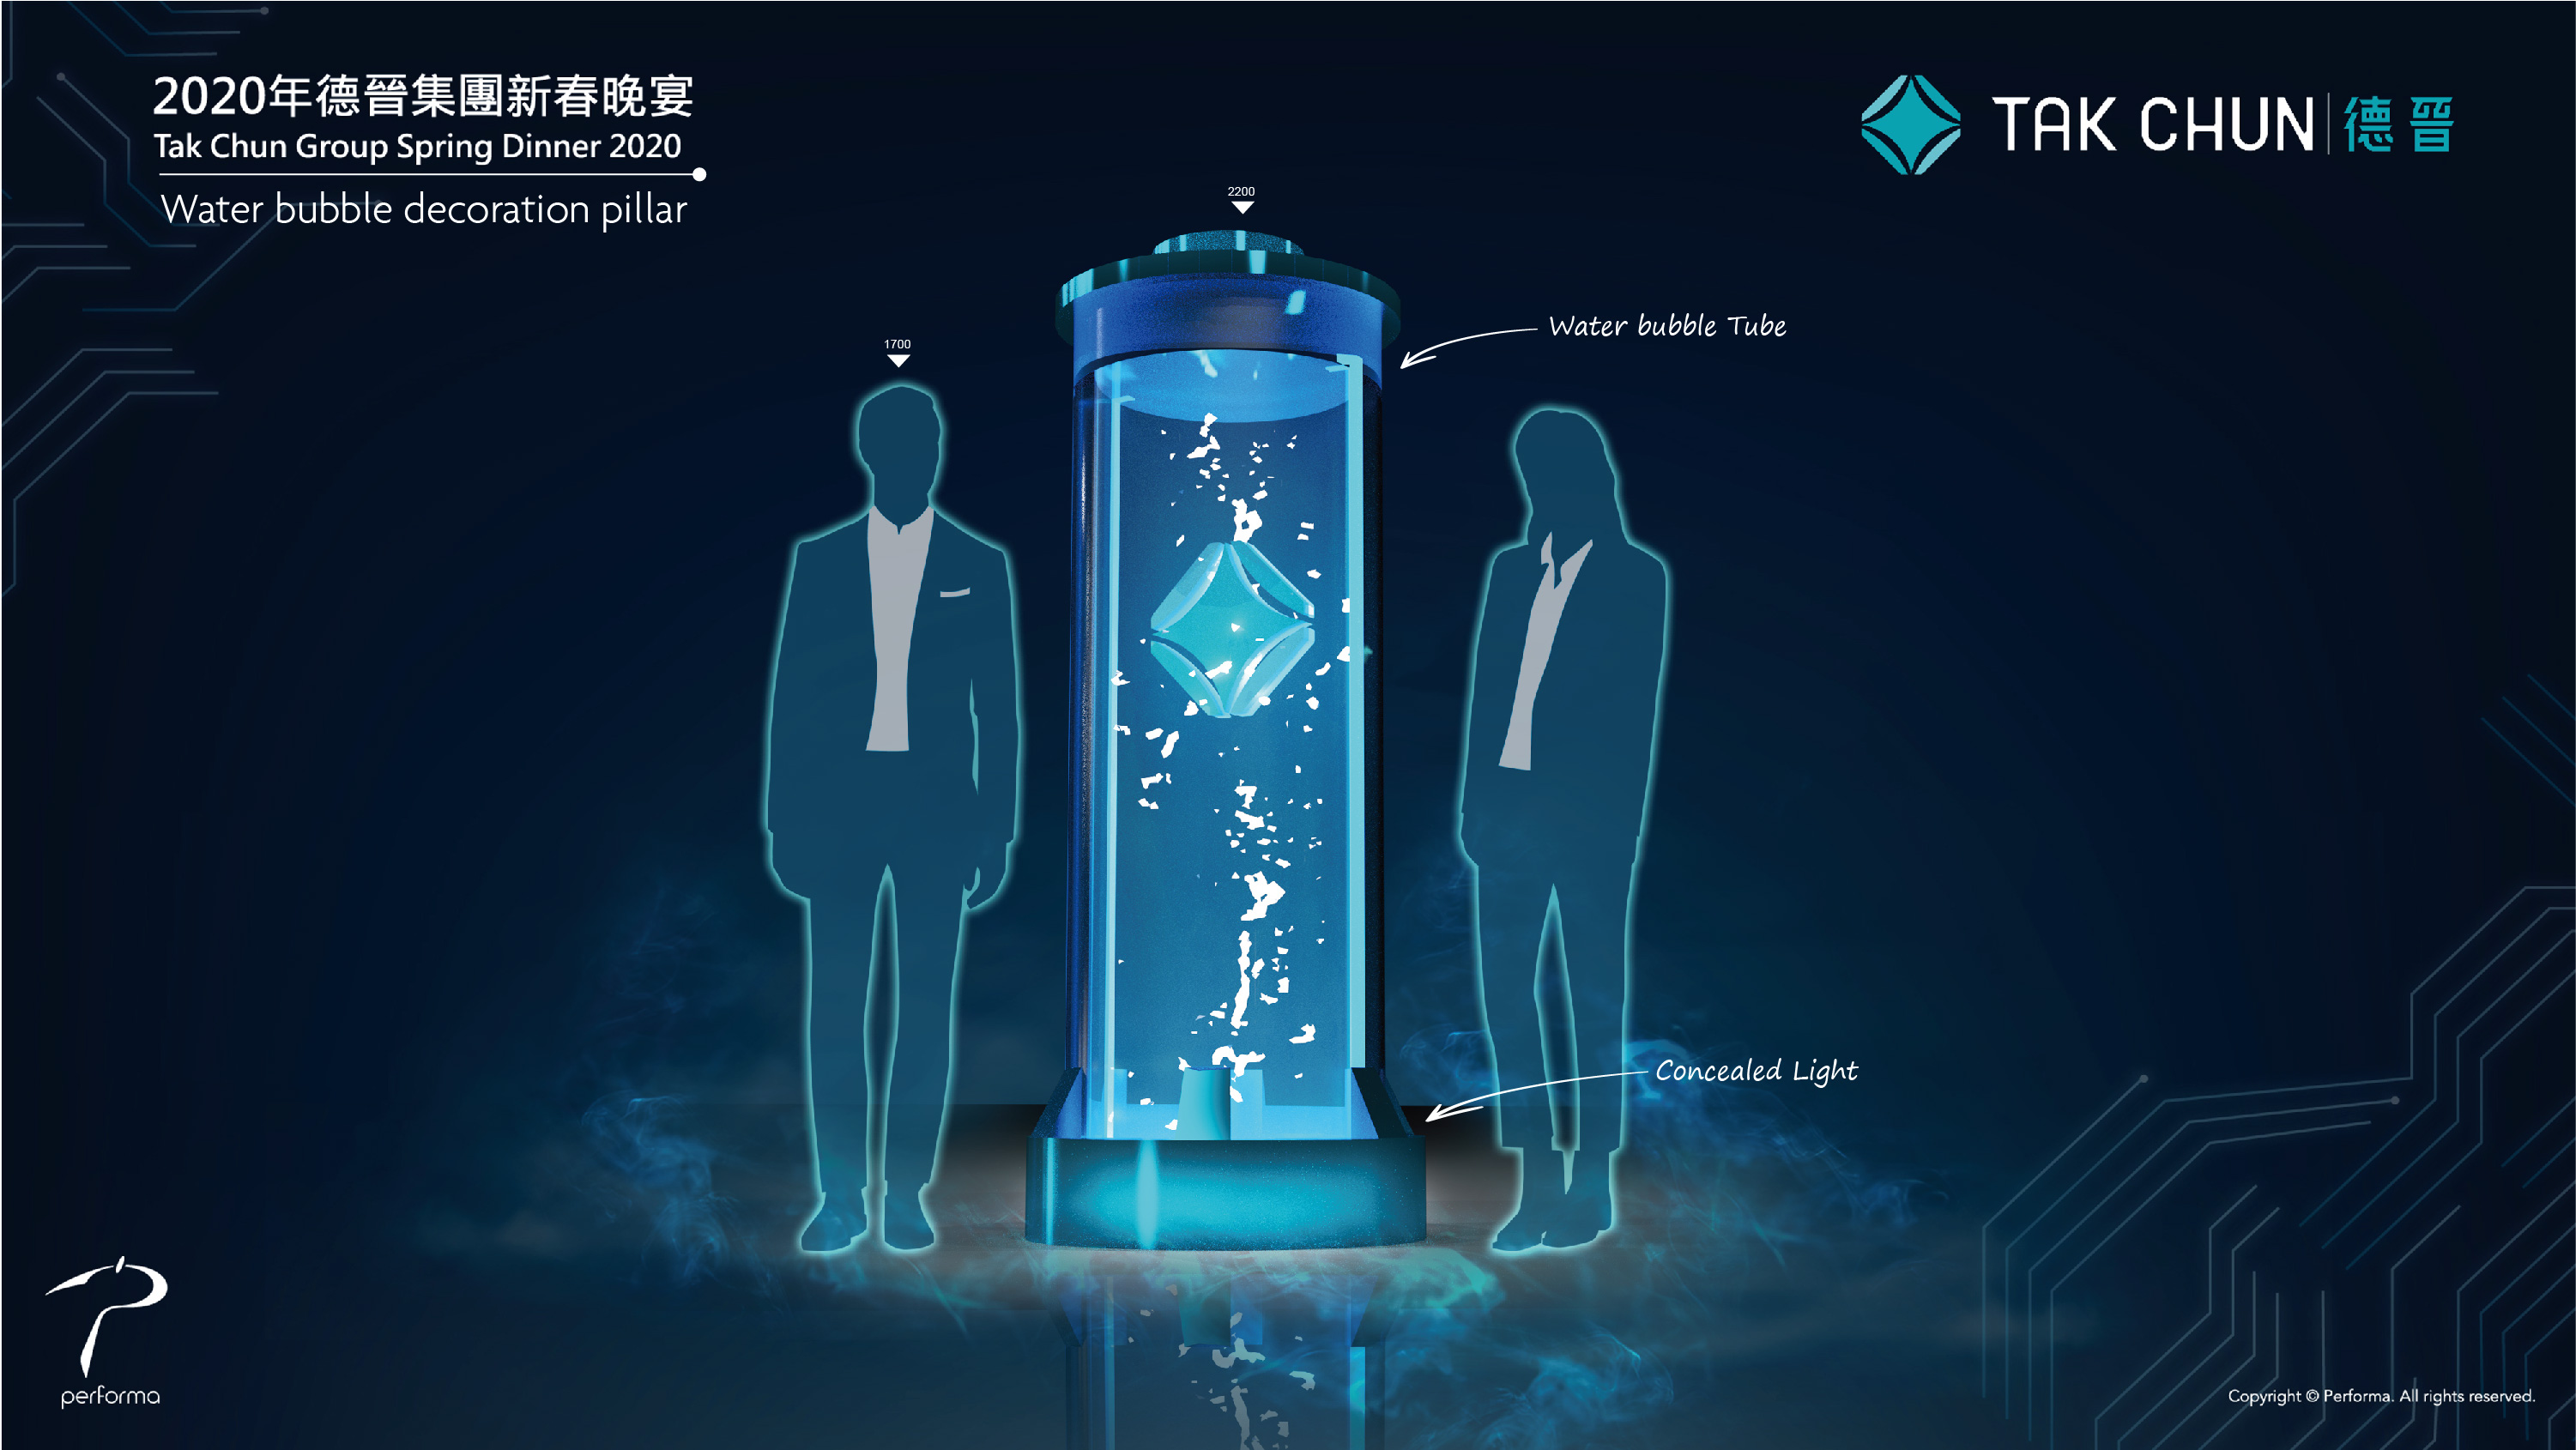 2020年德晉集團新春晚宴
Tak Chun Group Spring Dinner 2020
Water bubble decoration pillar
TAK CHUN 德晉
2200
Water bubble Tube
1700
Concealed Light
performa
Copyright © Performa. All rights reserved.